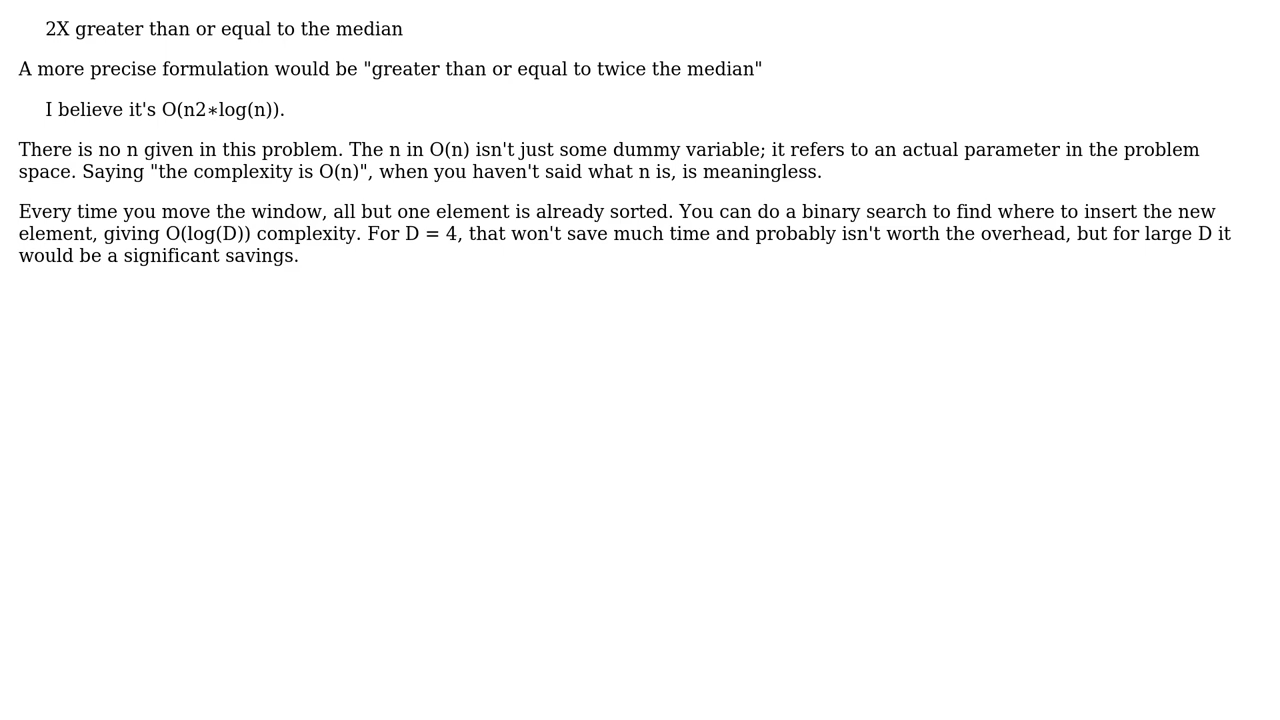 2X greater than or equal to the median
A more precise formulation would be "greater than or equal to twice the median"
I believe it's O(n2∗log(n)).
There is no n given in this problem. The n in O(n) isn't just some dummy variable; it refers to an actual parameter in the problem
space. Saying "the complexity is O(n)", when you haven't said what n is, is meaningless.
Every time you move the window, all but one element is already sorted. You can do a binary search to find where to insert the new
element, giving O(log(D)) complexity. For D = 4, that won't save much time and probably isn't worth the overhead, but for large D it
would be a significant savings.